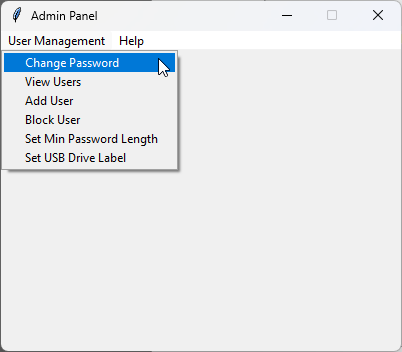 Admin Panel
User Management Help
Change Password
View Users
Add User
Block User
Set Min Password Length
Set USB Drive Label